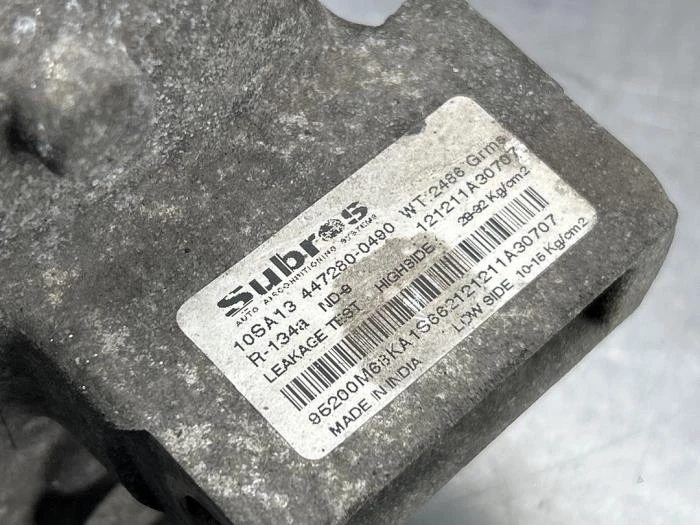 Subros
AUTO AIRCONDITIONING SYSTEMS
10SA13 447280-0490 WT-2486 Grms
R-134a ND-9 121211A30707
LEAKAGE TEST HIGHSIDE 28-32 Kg/cm2
LOW SIDE 10-15 Kg/cm2
95200M68KA1S662121211A30707
MADE IN INDIA